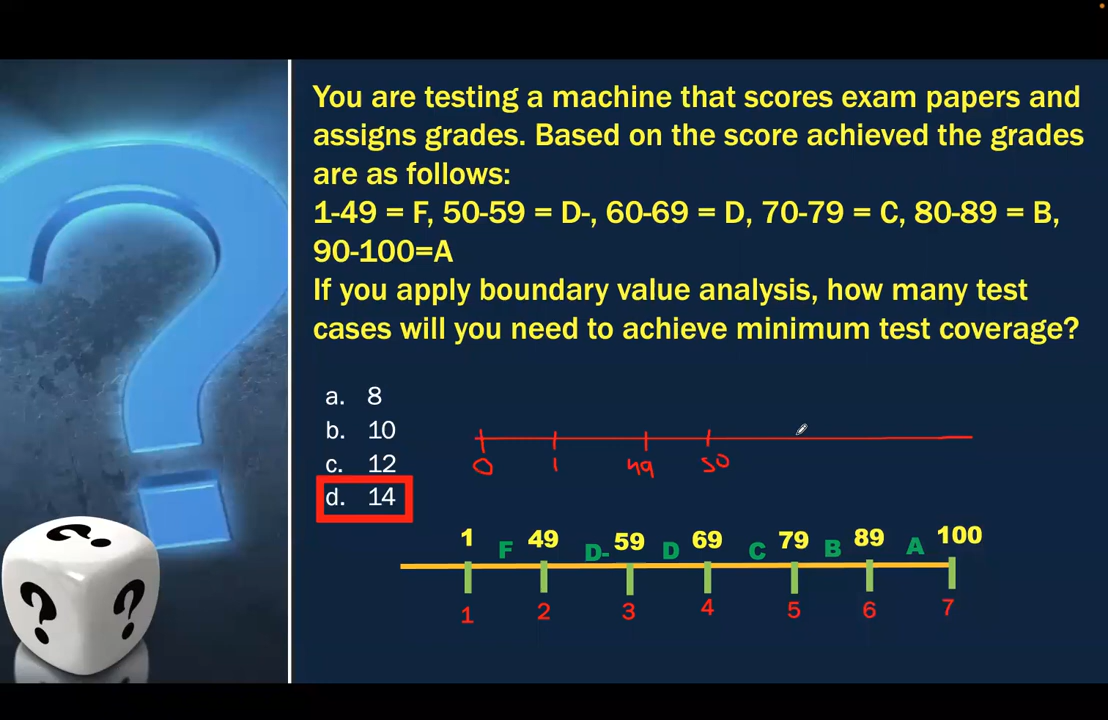 You are testing a machine that scores exam papers and
assigns grades. Based on the score achieved the grades
are as follows:
1-49 = F, 50-59 = D-, 60-69 = D, 70-79 = C, 80-89 = B,
90-100=A
If you apply boundary value analysis, how many test
cases will you need to achieve minimum test coverage?
a. 8
b. 10
c. 12
d. 14
0 1 49 50
1 F 49 D- 59 D 69 C 79 B 89 A 100
1 2 3 4 5 6 7
? ? ?